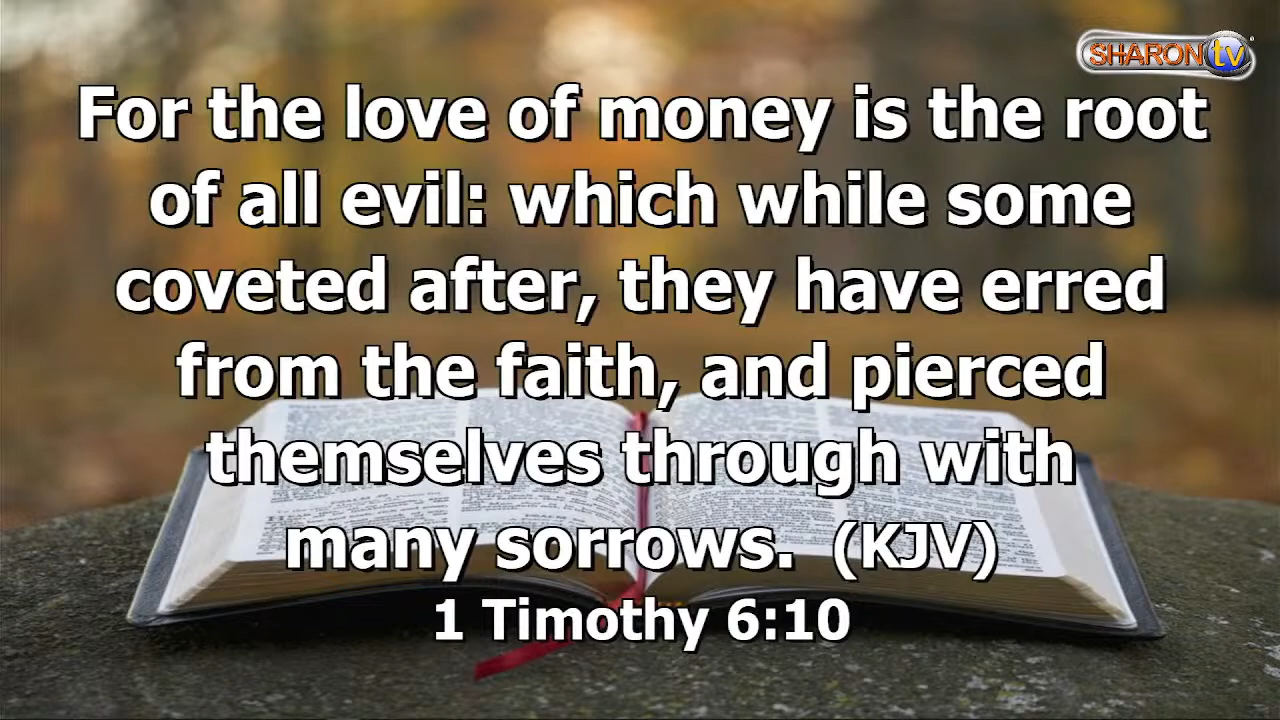 SHARON tv
For the love of money is the root
of all evil: which while some
coveted after, they have erred
from the faith, and pierced
themselves through with
many sorrows. (KJV)
1 Timothy 6:10